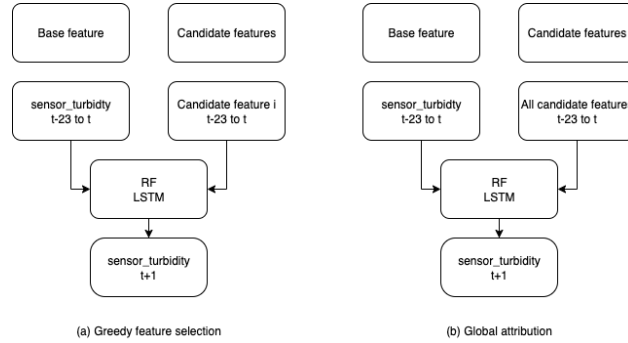 Base feature
Candidate features
sensor_turbidty
t-23 to t
Candidate feature i
t-23 to t
RF
LSTM
sensor_turbidity
t+1
(a) Greedy feature selection
Base feature
Candidate features
sensor_turbidty
t-23 to t
All candidate features
t-23 to t
RF
LSTM
sensor_turbidity
t+1
(b) Global attribution